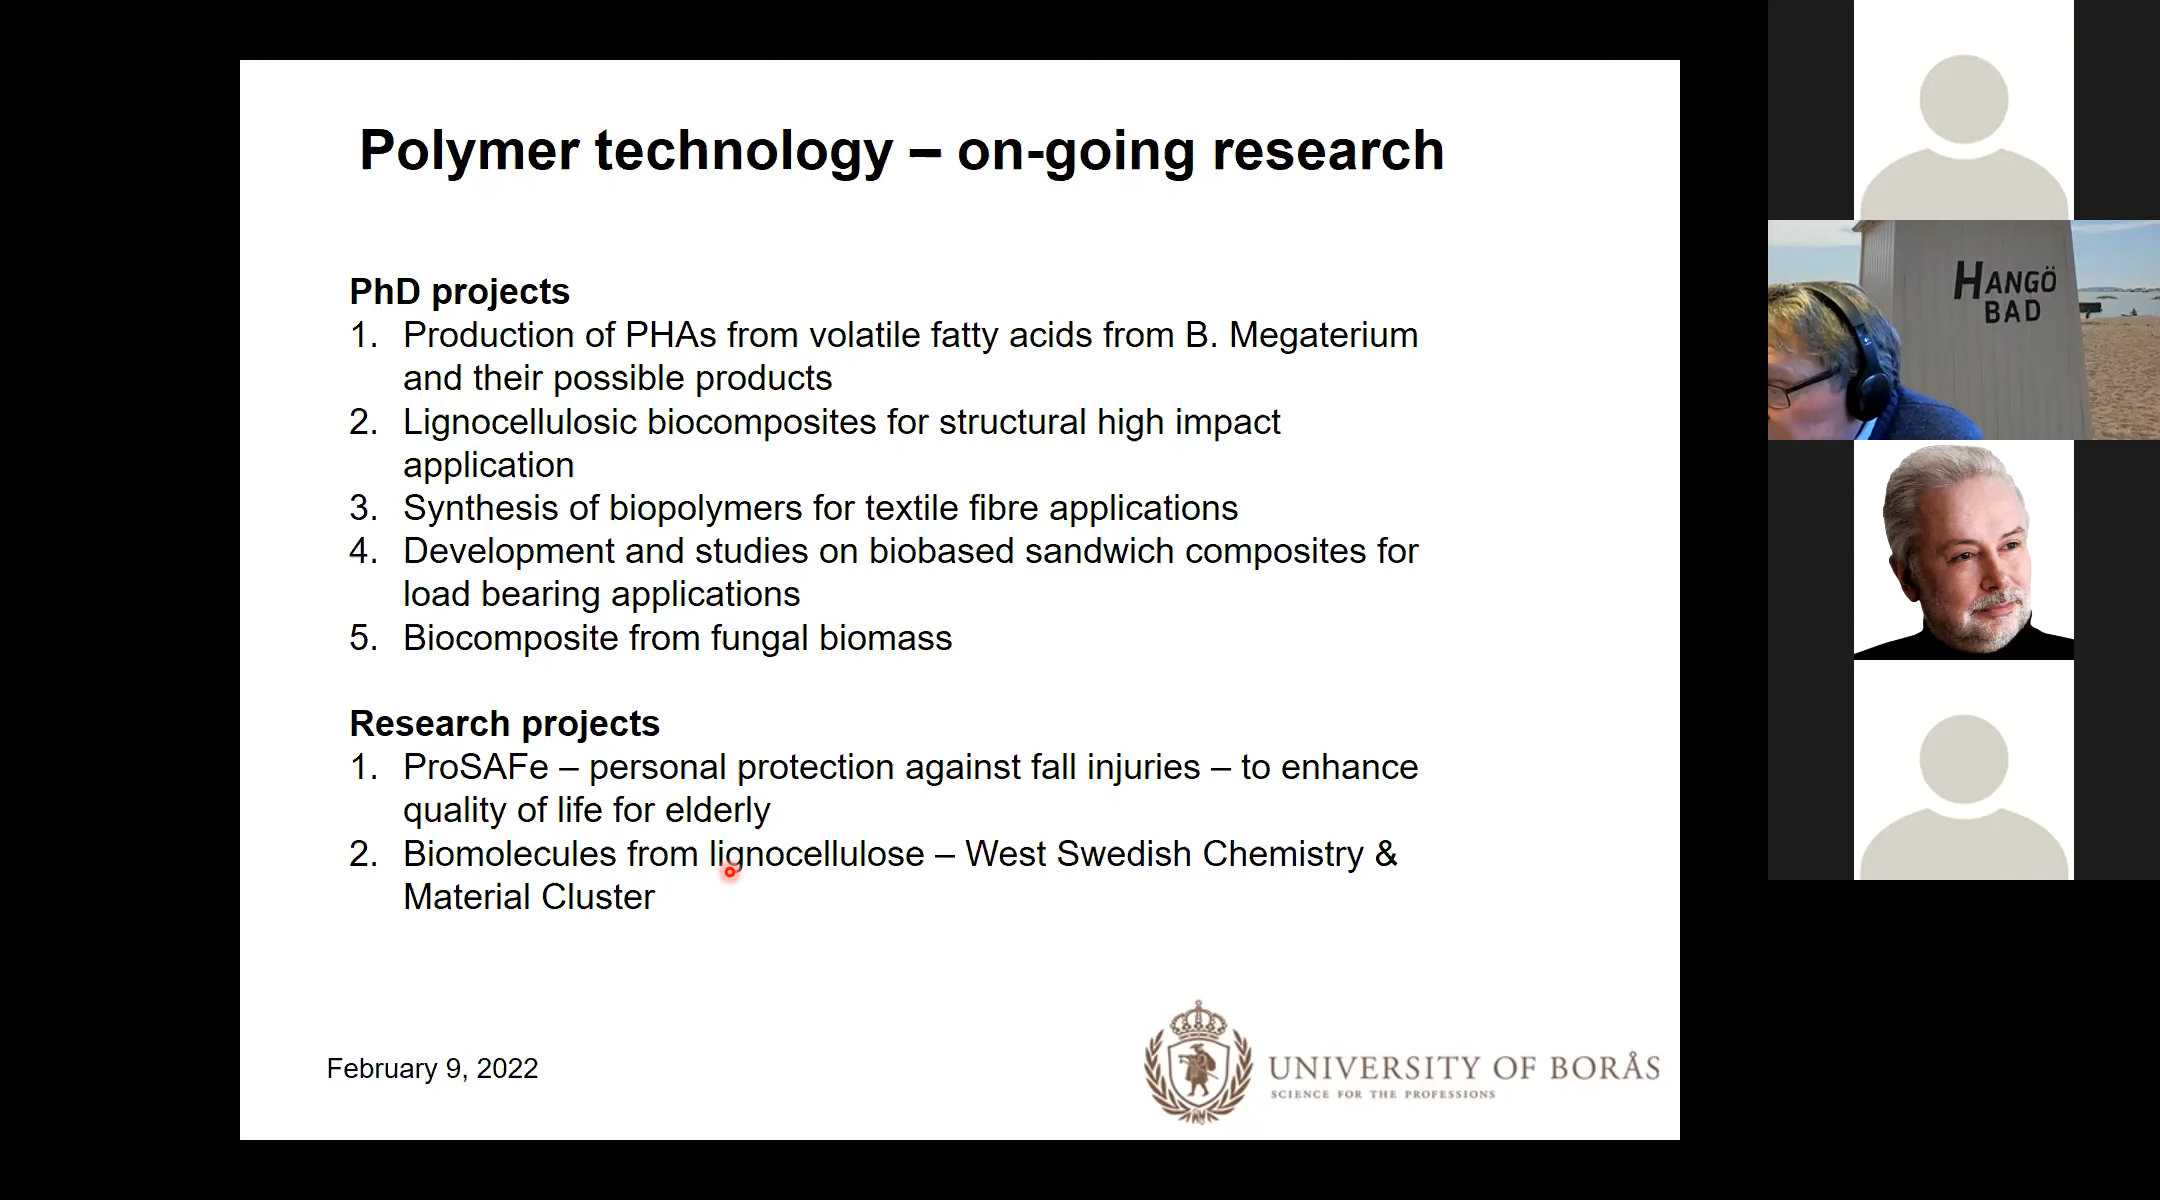 Polymer technology – on-going research
PhD projects
1. Production of PHAs from volatile fatty acids from B. Megaterium
and their possible products
2. Lignocellulosic biocomposites for structural high impact
application
3. Synthesis of biopolymers for textile fibre applications
4. Development and studies on biobased sandwich composites for
load bearing applications
5. Biocomposite from fungal biomass
Research projects
1. ProSAFe – personal protection against fall injuries – to enhance
quality of life for elderly
2. Biomolecules from lignocellulose – West Swedish Chemistry &
Material Cluster
February 9, 2022
UNIVERSITY OF BORÅS
SCIENCE FOR THE PROFESSIONS
HANGÖ
BAD